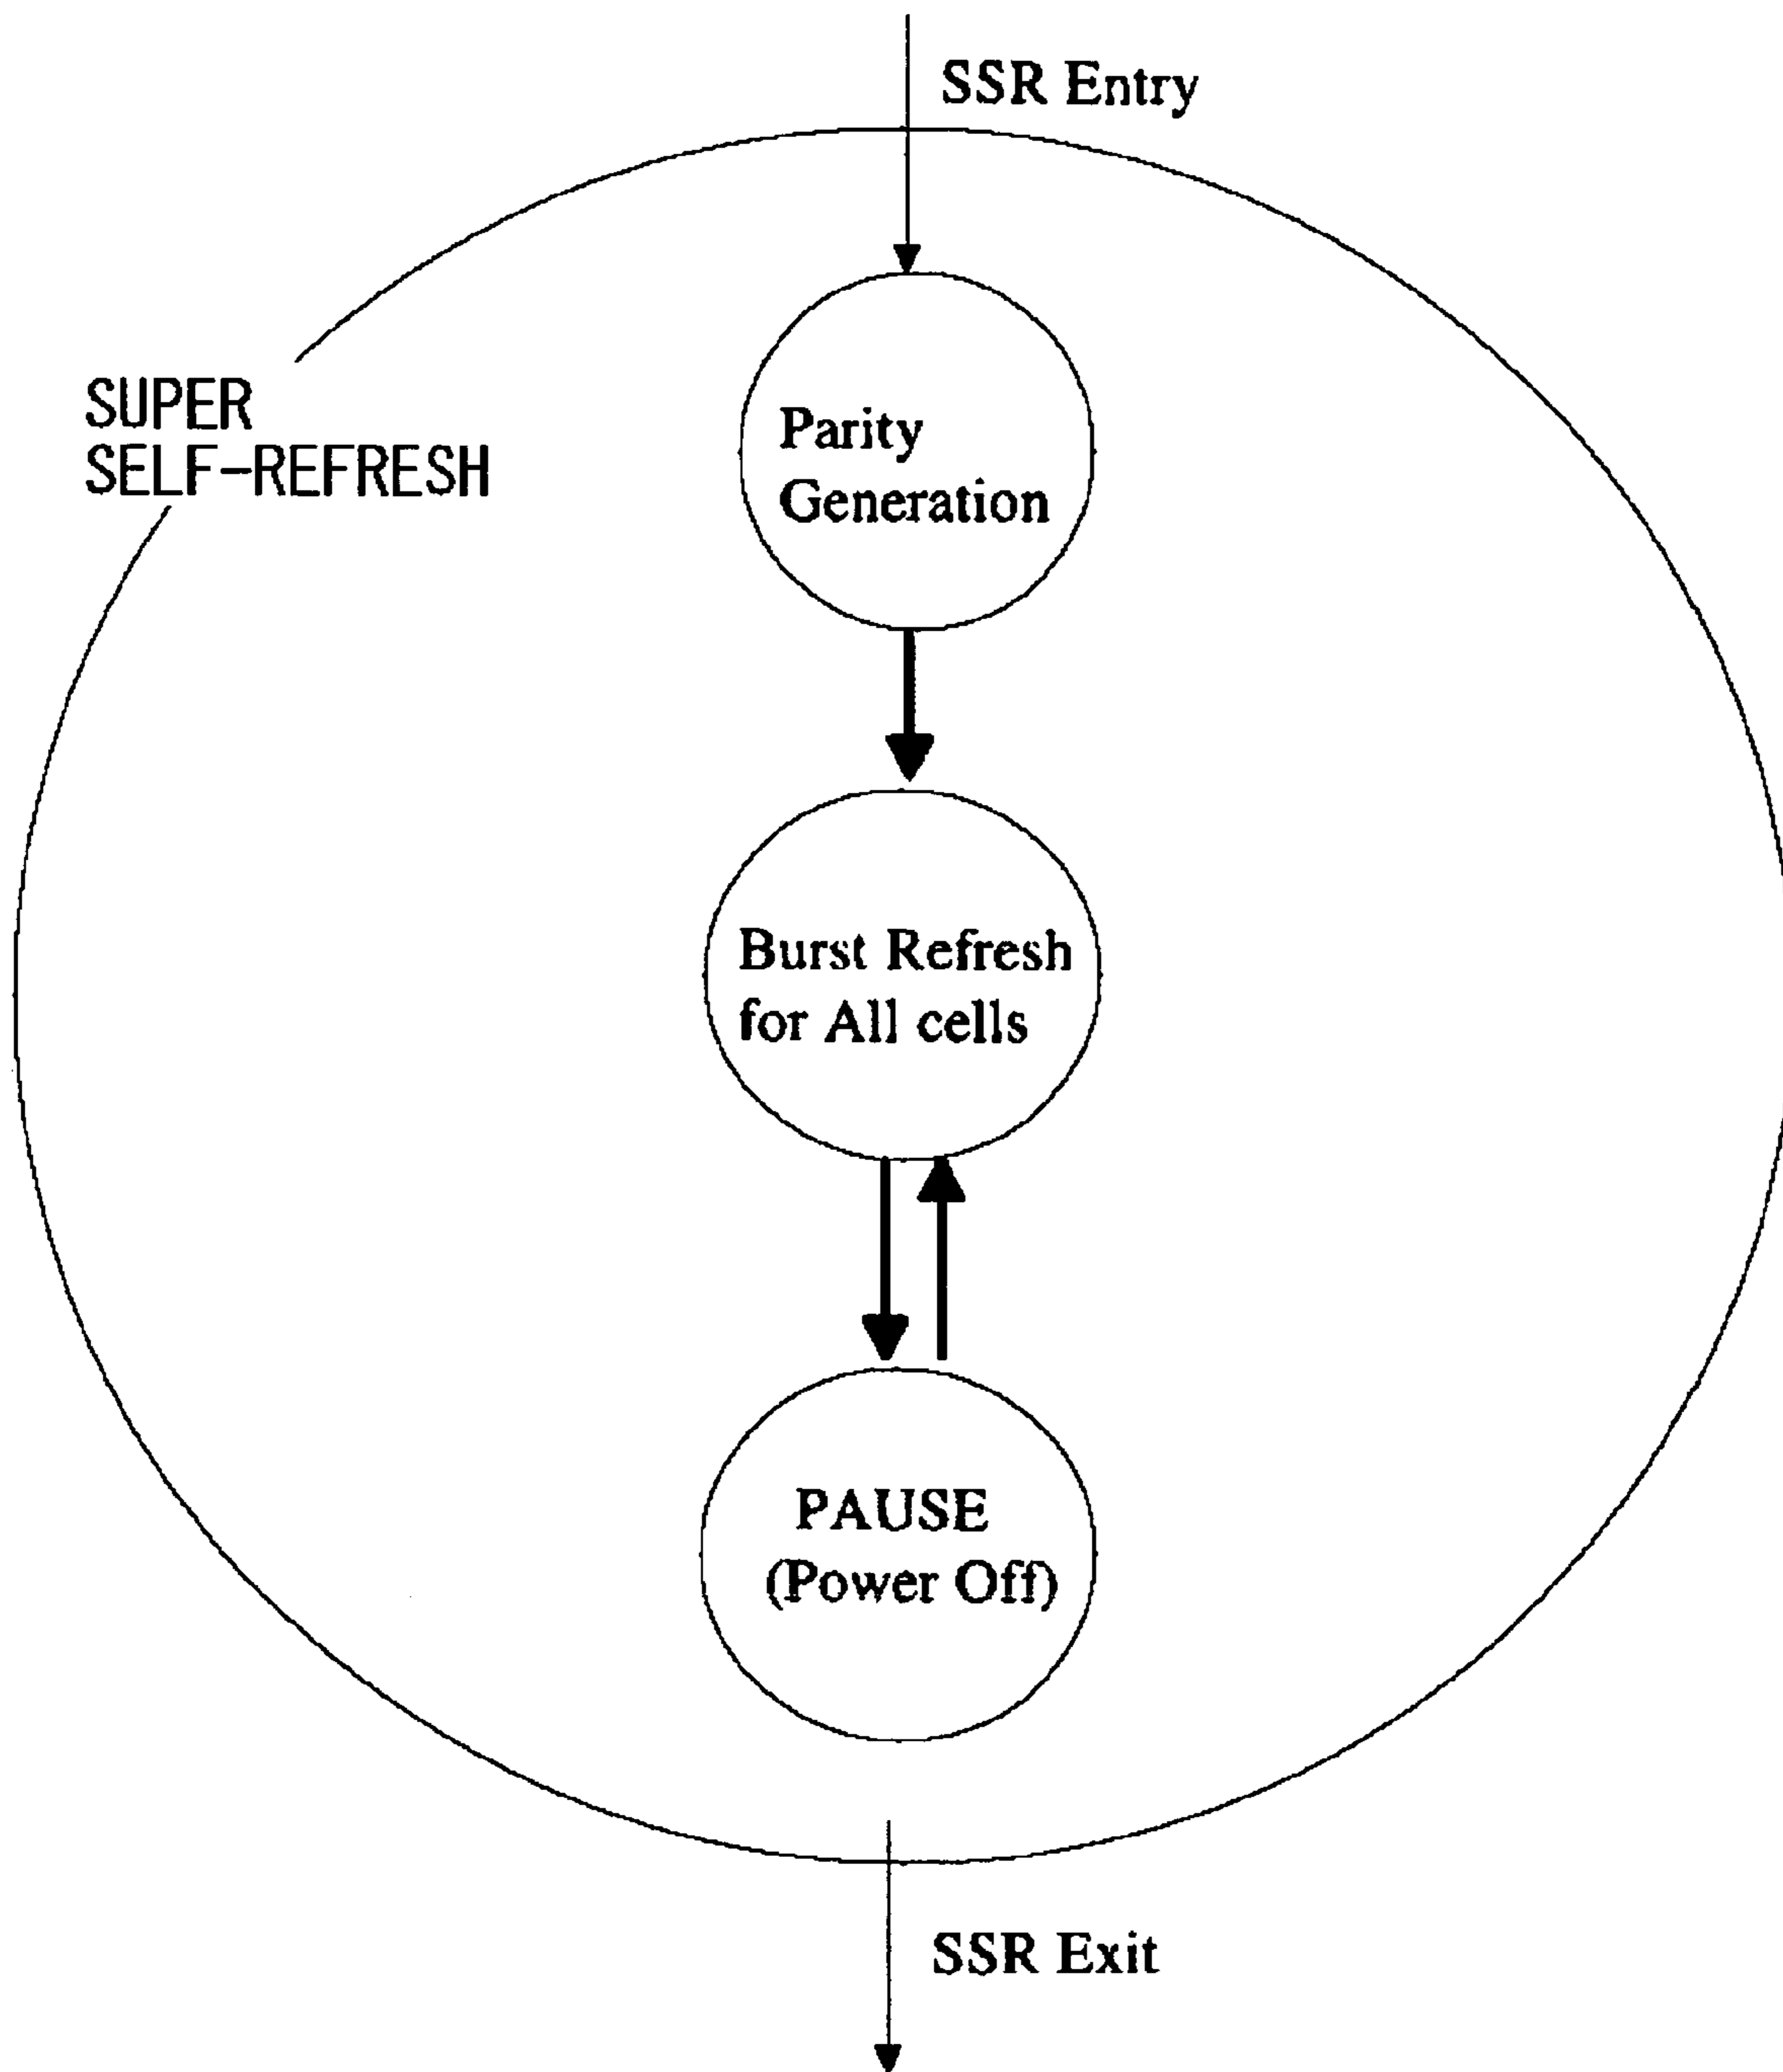 SSR Entry
SUPER
SELF-REFRESH
Parity
Generation
Burst Refresh
for All cells
PAUSE
(Power Off)
SSR Exit